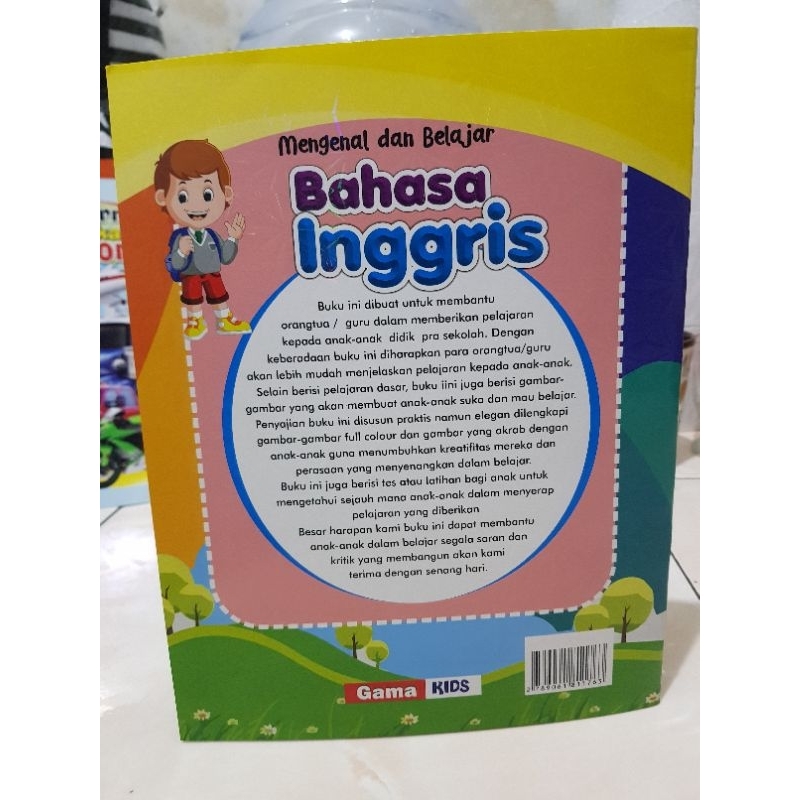 Mengenal dan Belajar
Bahasa
Inggris
Buku ini dibuat untuk membantu
orangtua / guru dalam memberikan pelajaran
kepada anak-anak didik pra sekolah. Dengan
keberadaan buku ini diharapkan para orangtua/guru
akan lebih mudah menjelaskan pelajaran kepada anak-anak.
Selain berisi pelajaran dasar, buku iini juga berisi gambar-
gambar yang akan membuat anak-anak suka dan mau belajar.
Penyajian buku ini disusun praktis namun elegan dilengkapi
gambar-gambar full colour dan gambar yang akrab dengan
anak-anak guna menumbuhkan kreatifitas mereka dan
perasaan yang menyenangkan dalam belajar.
Buku ini juga berisi tes atau latihan bagi anak untuk
mengetahui sejauh mana anak-anak dalam menyerap
pelajaran yang diberikan
Besar harapan kami buku ini dapat membantu
anak-anak dalam belajar segala saran dan
kritik yang membangun akan kami
terima dengan senang hari.
Gama KIDS